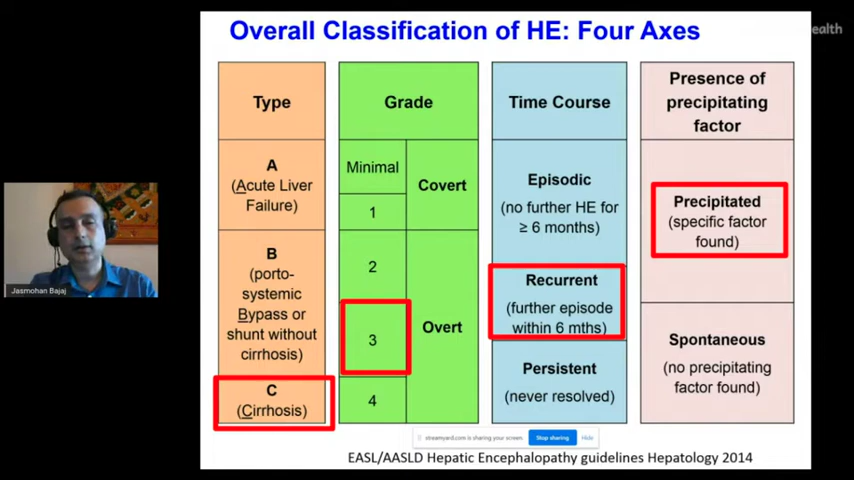 Overall Classification of HE: Four Axes
ealth
Type
Grade
Time Course
Presence of
precipitating
factor
A
(Acute Liver
Failure)
B
(porto-
systemic
Bypass or
shunt without
cirrhosis)
C
(Cirrhosis)
Minimal
1
2
3
4
Covert
Overt
Episodic
(no further HE for
≥ 6 months)
Recurrent
(further episode
within 6 mths)
Persistent
(never resolved)
Precipitated
(specific factor
found)
Spontaneous
(no precipitating
factor found)
Jasmohan Bajaj
streamyard.com is sharing your screen.
Stop sharing
Hide
EASL/AASLD Hepatic Encephalopathy guidelines Hepatology 2014